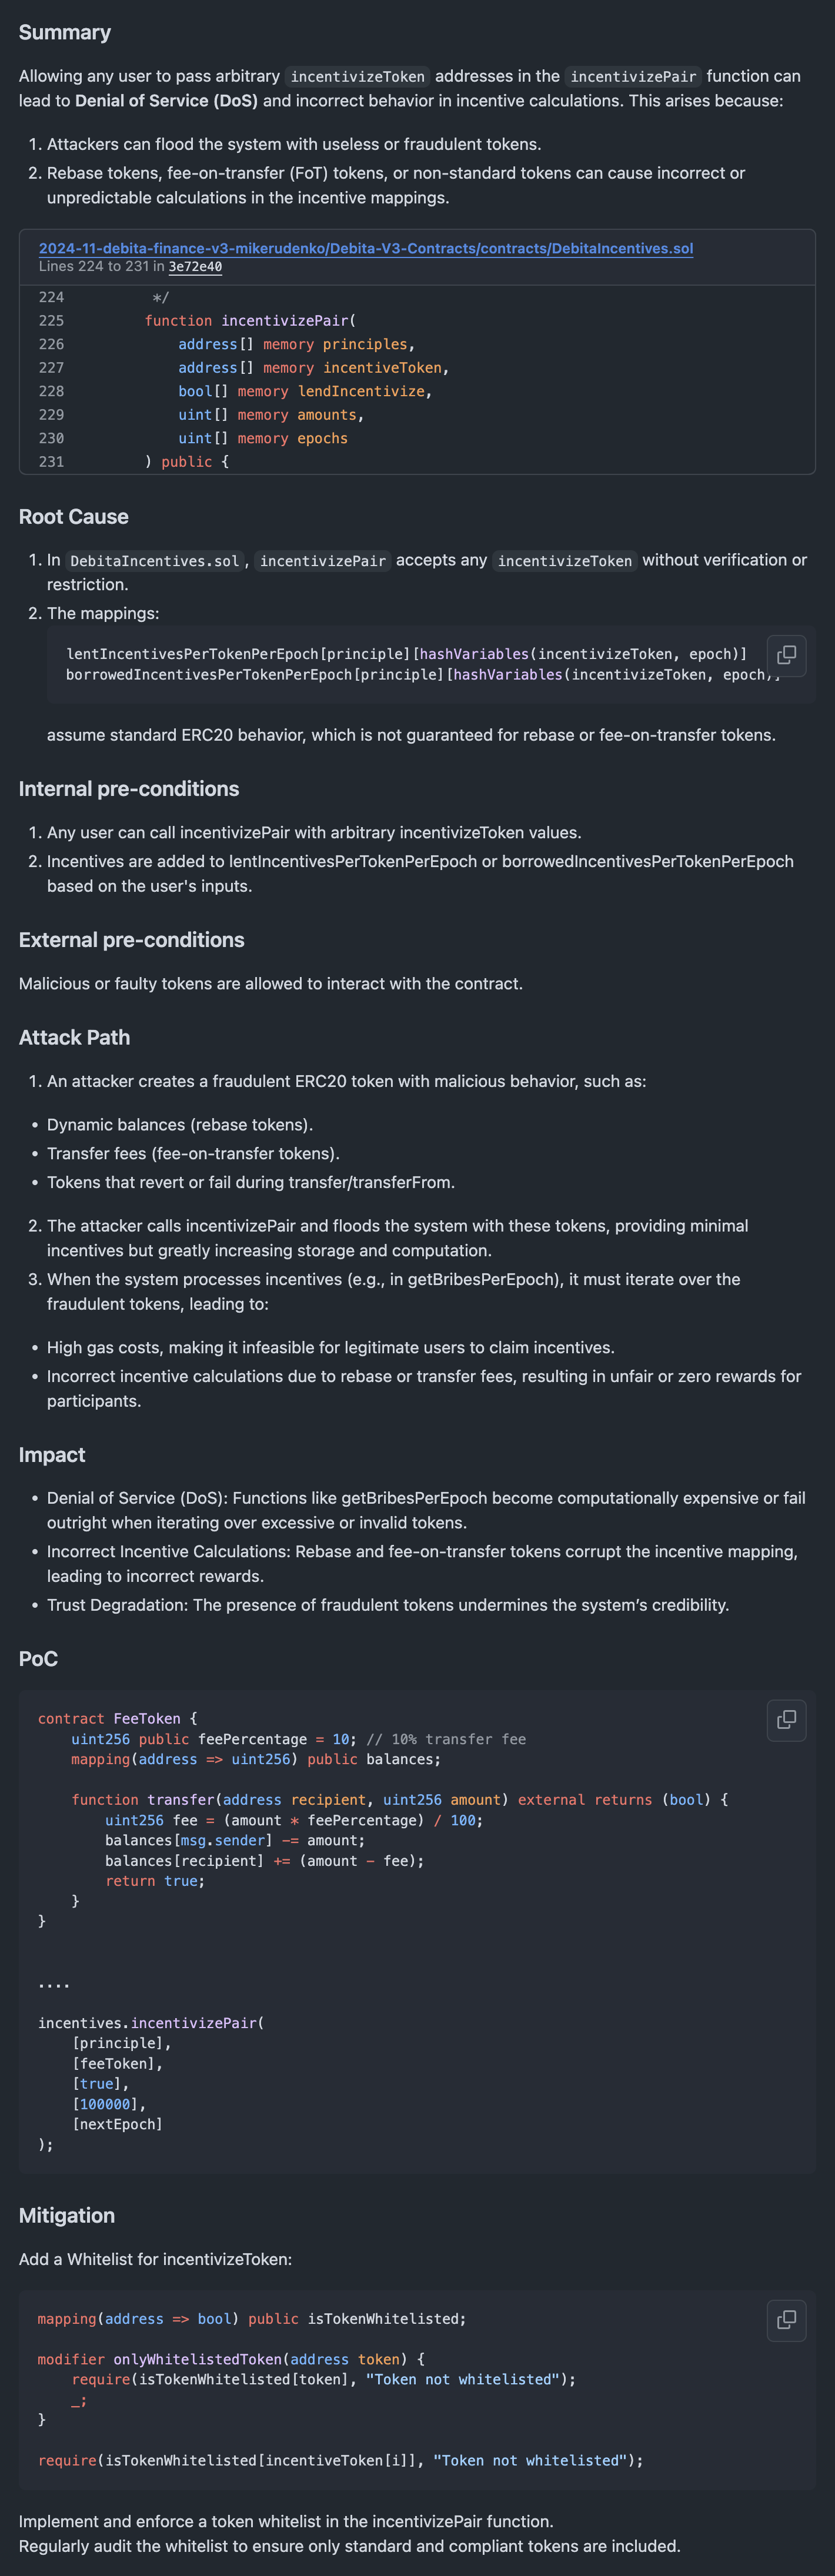 Summary
Allowing any user to pass arbitrary incentivizeToken addresses in the incentivizePair function can
lead to Denial of Service (DoS) and incorrect behavior in incentive calculations. This arises because:
1. Attackers can flood the system with useless or fraudulent tokens.
2. Rebase tokens, fee-on-transfer (FoT) tokens, or non-standard tokens can cause incorrect or
unpredictable calculations in the incentive mappings.
2024-11-debita-finance-v3-mikerudenko/Debita-V3-Contracts/contracts/DebitaIncentives.sol
Lines 224 to 231 in 3e72e40
224 */
225 function incentivizePair(
226 address[] memory principles,
227 address[] memory incentiveToken,
228 bool[] memory lendIncentivize,
229 uint[] memory amounts,
230 uint[] memory epochs
231 ) public {
Root Cause
1. In DebitaIncentives.sol, incentivizePair accepts any incentivizeToken without verification or
restriction.
2. The mappings:
lentIncentivesPerTokenPerEpoch[principle][hashVariables(incentivizeToken, epoch)]
borrowedIncentivesPerTokenPerEpoch[principle][hashVariables(incentivizeToken, epoch)]
assume standard ERC20 behavior, which is not guaranteed for rebase or fee-on-transfer tokens.
Internal pre-conditions
1. Any user can call incentivizePair with arbitrary incentivizeToken values.
2. Incentives are added to lentIncentivesPerTokenPerEpoch or borrowedIncentivesPerTokenPerEpoch
based on the user's inputs.
External pre-conditions
Malicious or faulty tokens are allowed to interact with the contract.
Attack Path
1. An attacker creates a fraudulent ERC20 token with malicious behavior, such as:
• Dynamic balances (rebase tokens).
• Transfer fees (fee-on-transfer tokens).
• Tokens that revert or fail during transfer/transferFrom.
2. The attacker calls incentivizePair and floods the system with these tokens, providing minimal
incentives but greatly increasing storage and computation.
3. When the system processes incentives (e.g., in getBribesPerEpoch), it must iterate over the
fraudulent tokens, leading to:
• High gas costs, making it infeasible for legitimate users to claim incentives.
• Incorrect incentive calculations due to rebase or transfer fees, resulting in unfair or zero rewards for
participants.
Impact
• Denial of Service (DoS): Functions like getBribesPerEpoch become computationally expensive or fail
outright when iterating over excessive or invalid tokens.
• Incorrect Incentive Calculations: Rebase and fee-on-transfer tokens corrupt the incentive mapping,
leading to incorrect rewards.
• Trust Degradation: The presence of fraudulent tokens undermines the system’s credibility.
PoC
contract FeeToken {
uint256 public feePercentage = 10; // 10% transfer fee
mapping(address => uint256) public balances;
function transfer(address recipient, uint256 amount) external returns (bool) {
uint256 fee = (amount * feePercentage) / 100;
balances[msg.sender] -= amount;
balances[recipient] += (amount - fee);
return true;
}
}
....
incentives.incentivizePair(
[principle],
[feeToken],
[true],
[100000],
[nextEpoch]
);
Mitigation
Add a Whitelist for incentivizeToken:
mapping(address => bool) public isTokenWhitelisted;
modifier onlyWhitelistedToken(address token) {
require(isTokenWhitelisted[token], "Token not whitelisted");
_;
}
require(isTokenWhitelisted[incentiveToken[i]], "Token not whitelisted");
Implement and enforce a token whitelist in the incentivizePair function.
Regularly audit the whitelist to ensure only standard and compliant tokens are included.